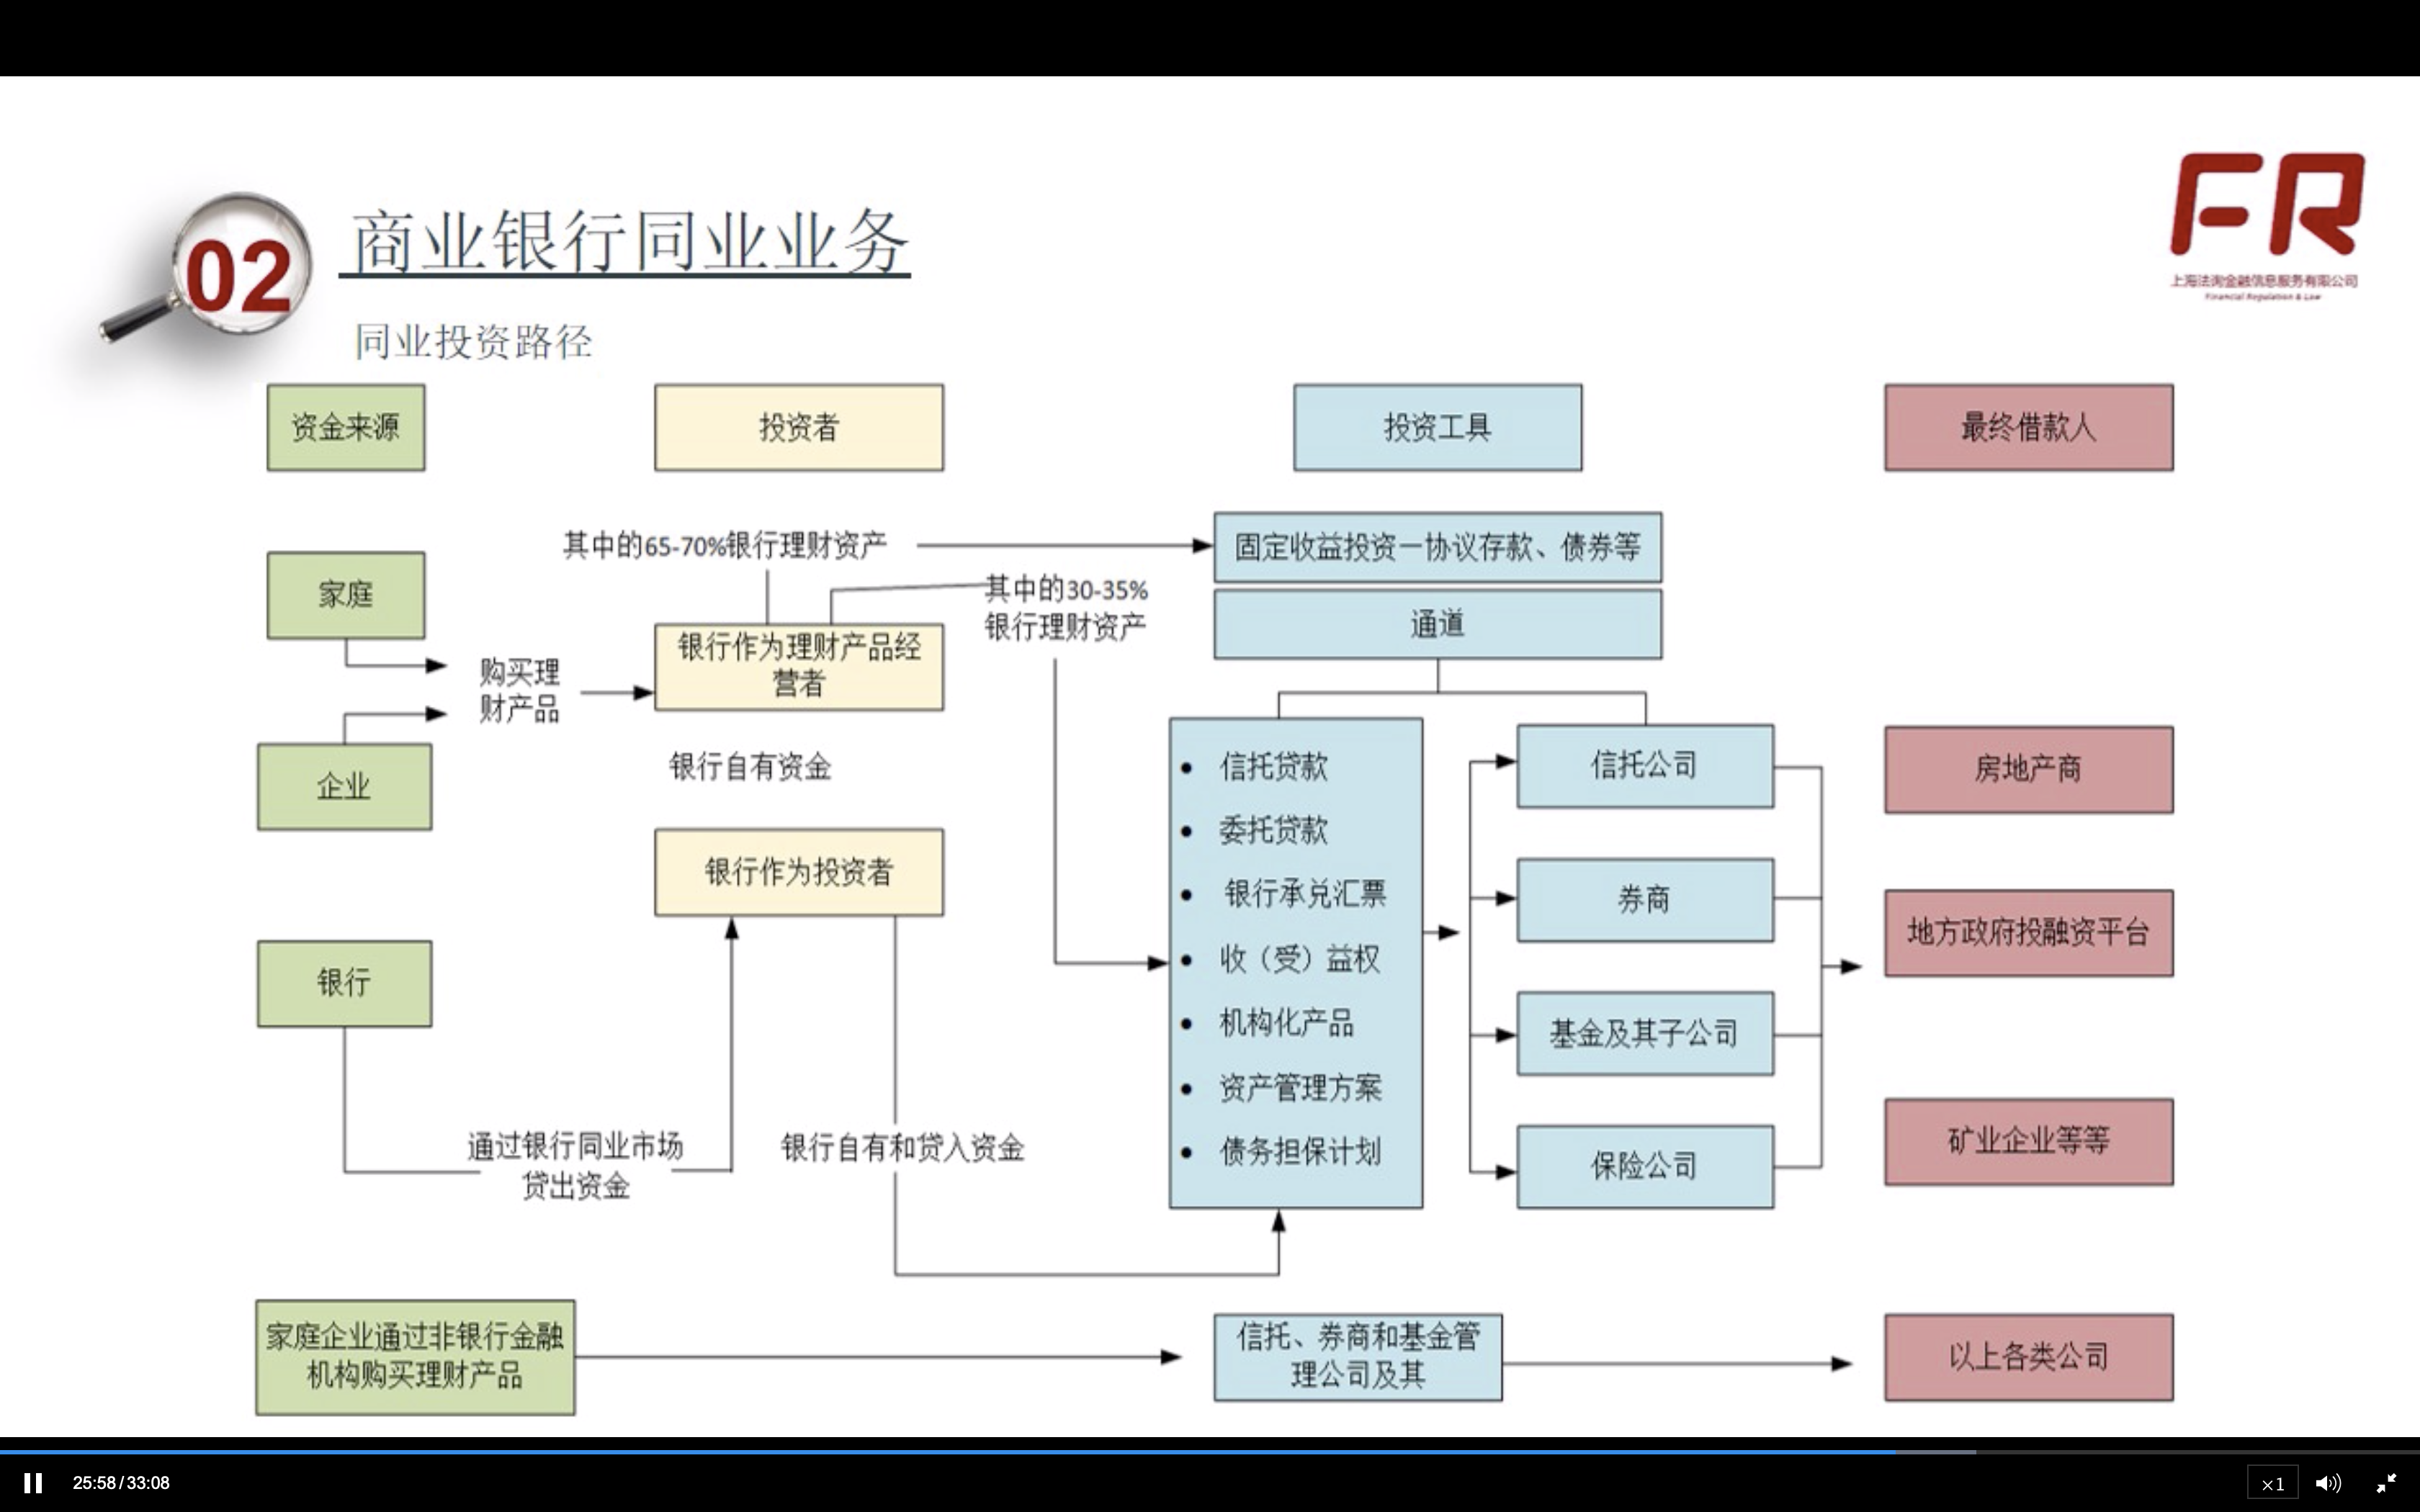 02
商业银行同业业务
FR
上海法询金融信息服务有限公司
Financial Regulation & Law
同业投资路径
资金来源
投资者
投资工具
最终借款人
其中的65-70%银行理财资产
固定收益投资—协议存款、债券等
家庭
其中的30-35%
银行理财资产
通道
购买理
财产品
银行作为理财产品经
营者
企业
银行自有资金
银行作为投资者
银行
通过银行同业市场
贷出资金
银行自有和贷入资金
• 信托贷款
• 委托贷款
• 银行承兑汇票
• 收（受）益权
• 机构化产品
• 资产管理方案
• 债务担保计划
信托公司
券商
基金及其子公司
保险公司
房地产商
地方政府投融资平台
矿业企业等等
家庭企业通过非银行金融
机构购买理财产品
信托、券商和基金管
理公司及其
以上各类公司
25:58/33:08
×1